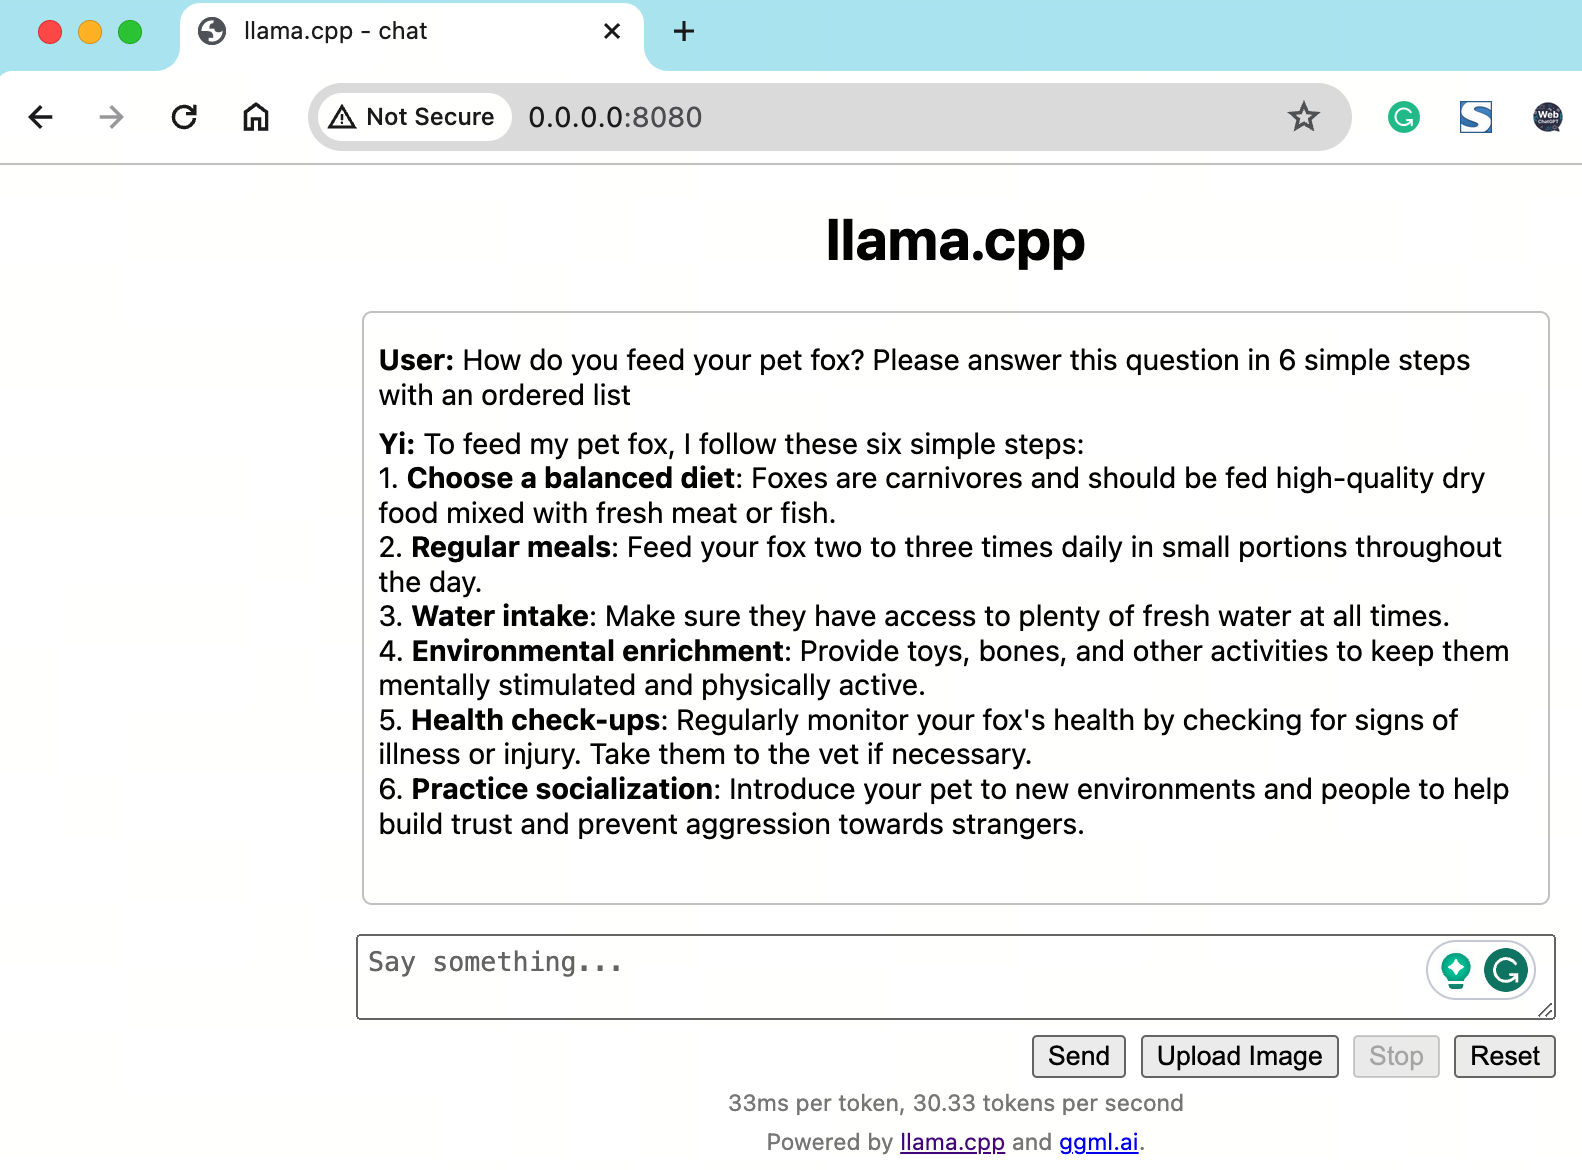 llama.cpp - chat
Not Secure 0.0.0.0:8080
Web
ChatGPT
llama.cpp
User: How do you feed your pet fox? Please answer this question in 6 simple steps
with an ordered list
Yi: To feed my pet fox, I follow these six simple steps:
1. Choose a balanced diet: Foxes are carnivores and should be fed high-quality dry
food mixed with fresh meat or fish.
2. Regular meals: Feed your fox two to three times daily in small portions throughout
the day.
3. Water intake: Make sure they have access to plenty of fresh water at all times.
4. Environmental enrichment: Provide toys, bones, and other activities to keep them
mentally stimulated and physically active.
5. Health check-ups: Regularly monitor your fox's health by checking for signs of
illness or injury. Take them to the vet if necessary.
6. Practice socialization: Introduce your pet to new environments and people to help
build trust and prevent aggression towards strangers.
Say something...
Send Upload Image Stop Reset
33ms per token, 30.33 tokens per second
Powered by llama.cpp and ggml.ai.